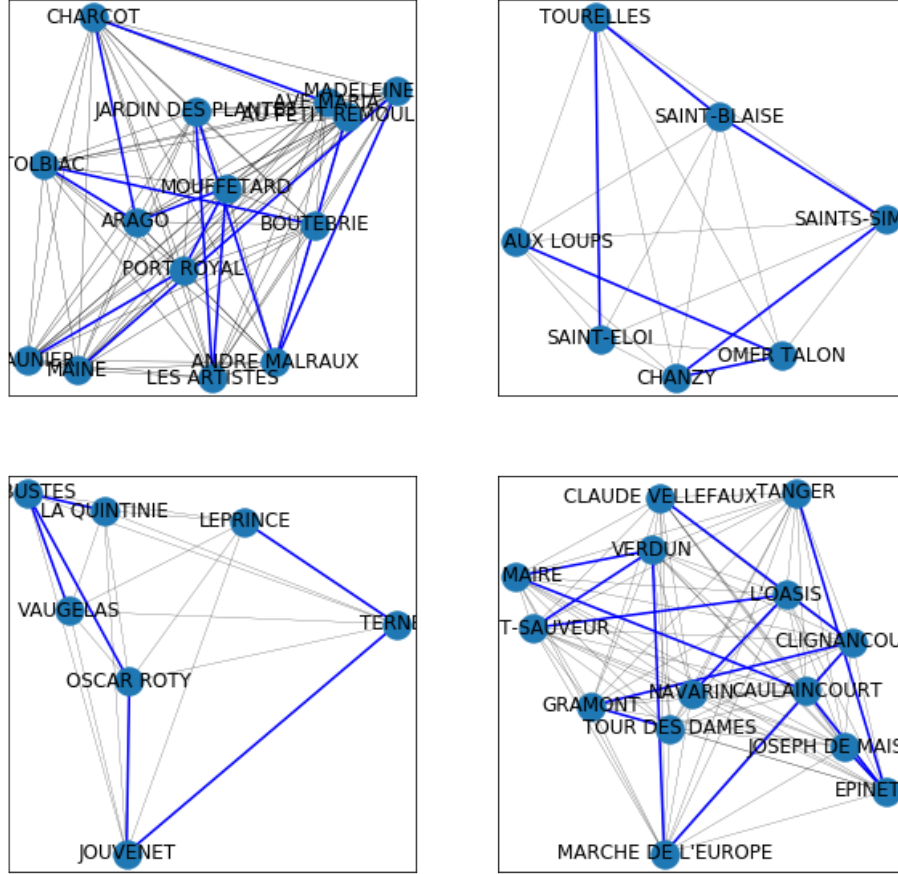 CHARCOT
MADELEINE
AVE MARIA
JARDIN DES PLANTES
AU PETIT REMOUL
TOLBIAC
MOUFFETARD
ARAGO
BOUTEBRIE
PORT ROYAL
AUNIER
MAINE
ANDRE MALRAUX
LES ARTISTES
TOURELLES
SAINT-BLAISE
SAINTS-SIM
AUX LOUPS
SAINT-ELOI
OMER TALON
CHANZY
BUSTES
LA QUINTINIE
LEPRINCE
VAUGELAS
TERNE
OSCAR ROTY
JOUVENET
CLAUDE VELLEFAUX
TANGER
VERDUN
MAIRE
L'OASIS
T-SAUVEUR
CLIGNANCOU
NAVARIN
CAULAINCOURT
GRAMONT
TOUR DES DAMES
JOSEPH DE MAIS
EPINET
MARCHE DE L'EUROPE